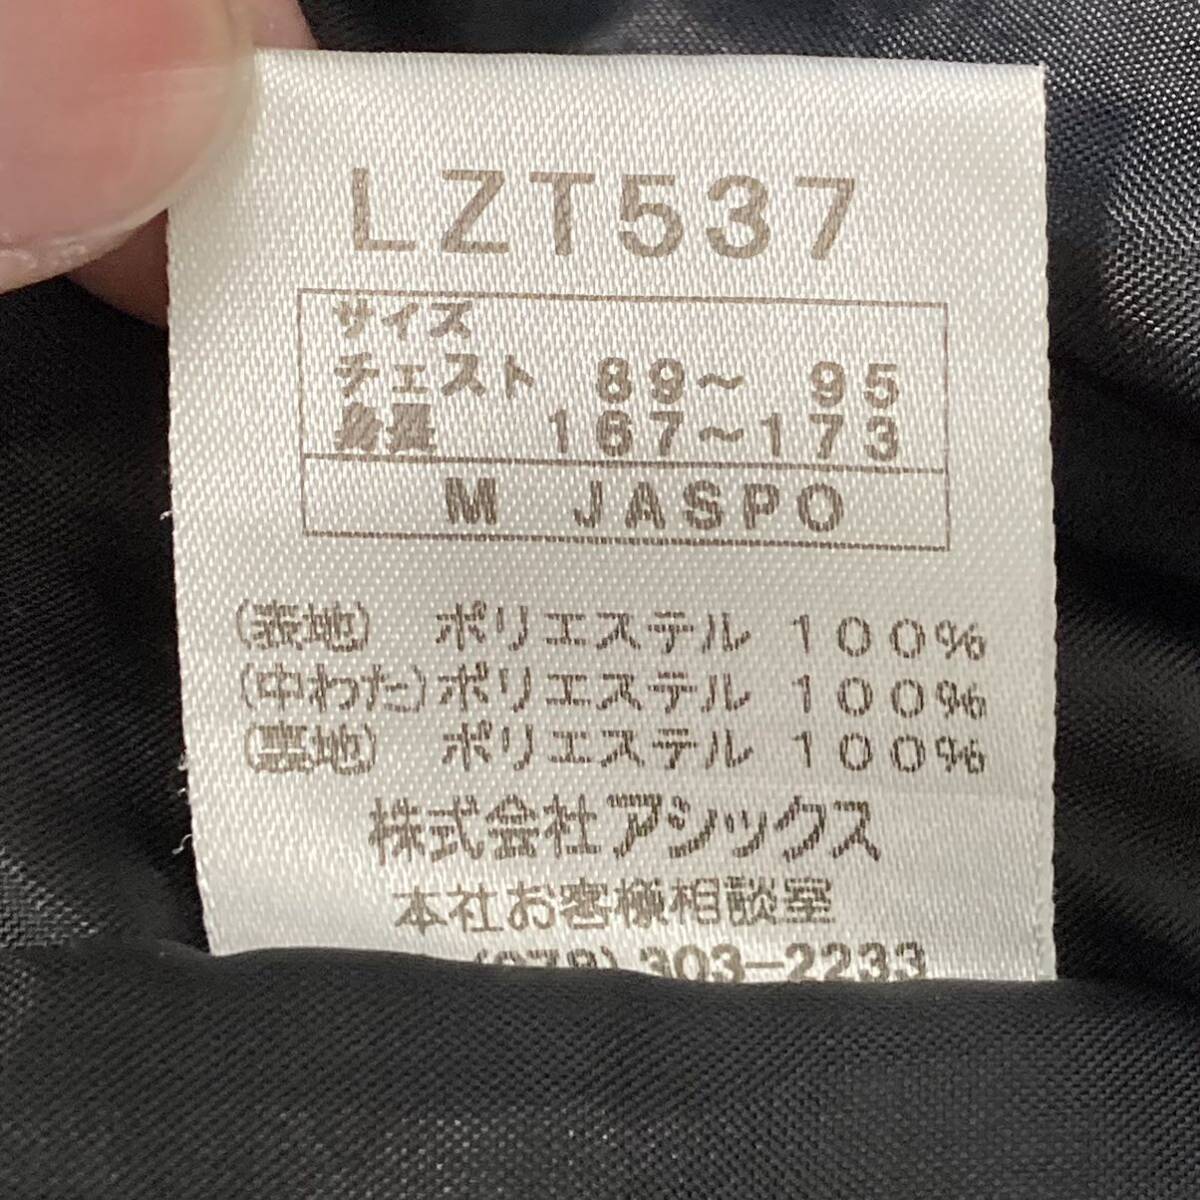 LZT537
サイズ
チェスト 89~ 95
身長 167~173
M JASPO
(表地) ポリエステル 100%
(中わた)ポリエステル 100%
(裏地) ポリエステル 100%
株式会社アシックス
本社お客様相談室
(078)303-2233